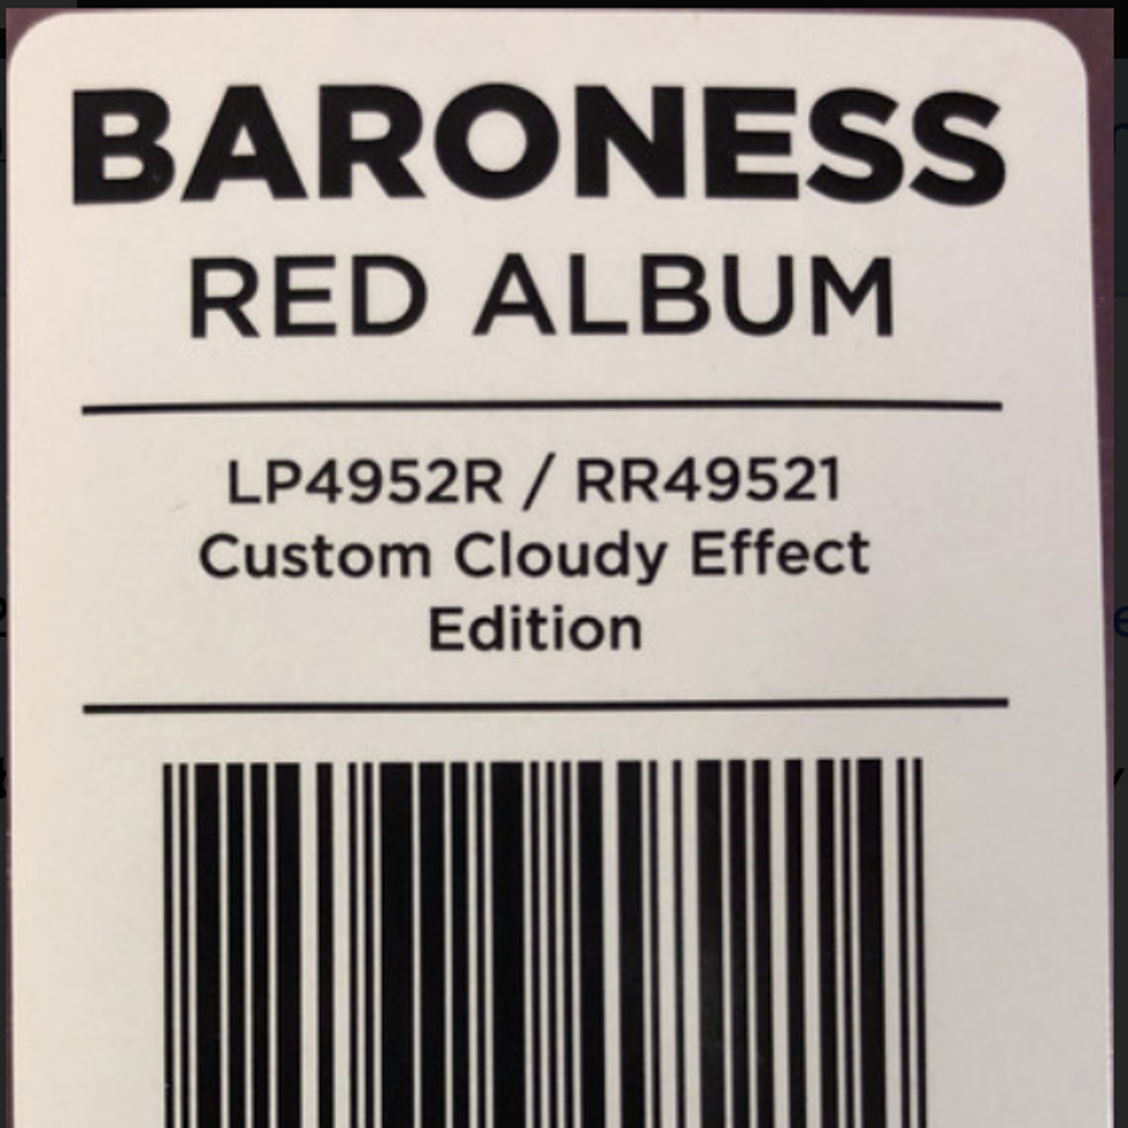 BARONESS
RED ALBUM
LP4952R / RR49521
Custom Cloudy Effect
Edition